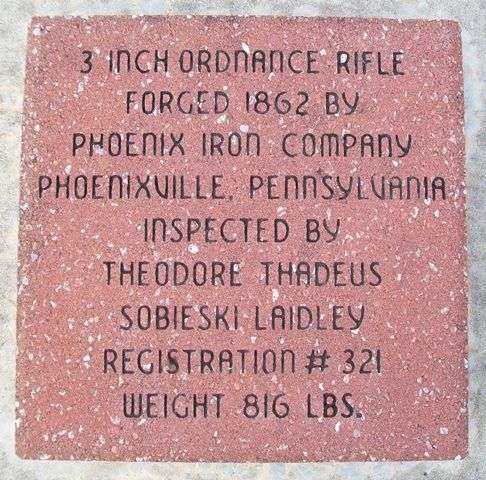 3 INCH ORDNANCE RIFLE
FORGED 1862 BY
PHOENIX IRON COMPANY
PHOENIXVILLE, PENNSYLVANIA
INSPECTED BY
THEODORE THADEUS
SOBIESKI LAIDLEY
REGISTRATION # 321
WEIGHT 816 LBS.